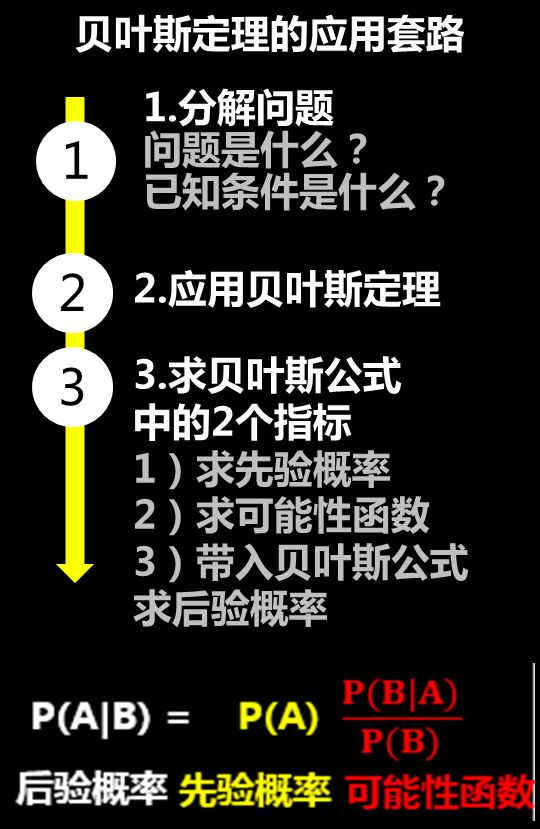 贝叶斯定理的应用套路
1
1.分解问题
问题是什么？
已知条件是什么？
2
2.应用贝叶斯定理
3
3.求贝叶斯公式
中的2个指标
1）求先验概率
2）求可能性函数
3）带入贝叶斯公式
求后验概率
P(A|B) = P(A) P(B|A)
P(B)
后验概率 先验概率 可能性函数